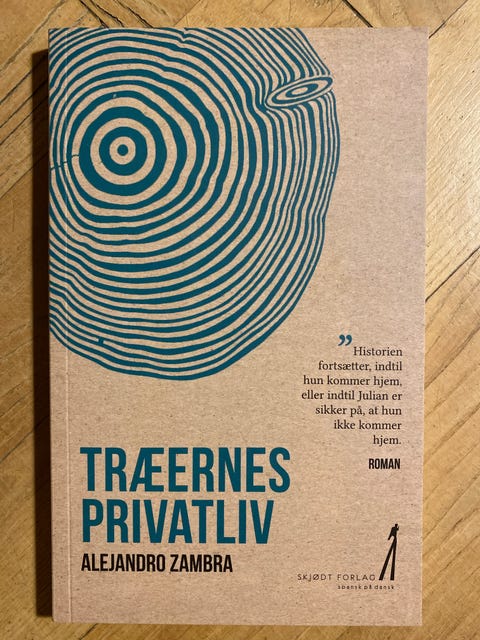 ”
Historien
fortsætter, indtil
hun kommer hjem,
eller indtil Julian er
sikker på, at hun
ikke kommer
hjem.
ROMAN
TRÆERNES
PRIVATLIV
ALEJANDRO ZAMBRA
SKJØDT FORLAG
spansk på dansk